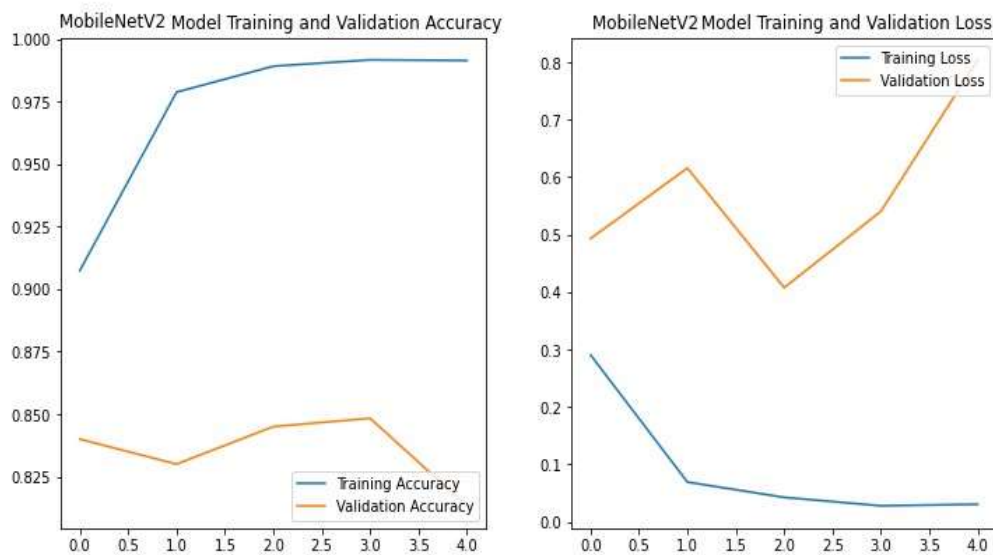 MobileNetV2 Model Training and Validation Accuracy
1.000
0.975
0.950
0.925
0.900
0.875
0.850
0.825
Training Accuracy
Validation Accuracy
0.0 0.5 1.0 1.5 2.0 2.5 3.0 3.5 4.0
MobileNetV2 Model Training and Validation Loss
Training Loss
Validation Loss
0.8
0.7
0.6
0.5
0.4
0.3
0.2
0.1
0.0
0.0 0.5 1.0 1.5 2.0 2.5 3.0 3.5 4.0